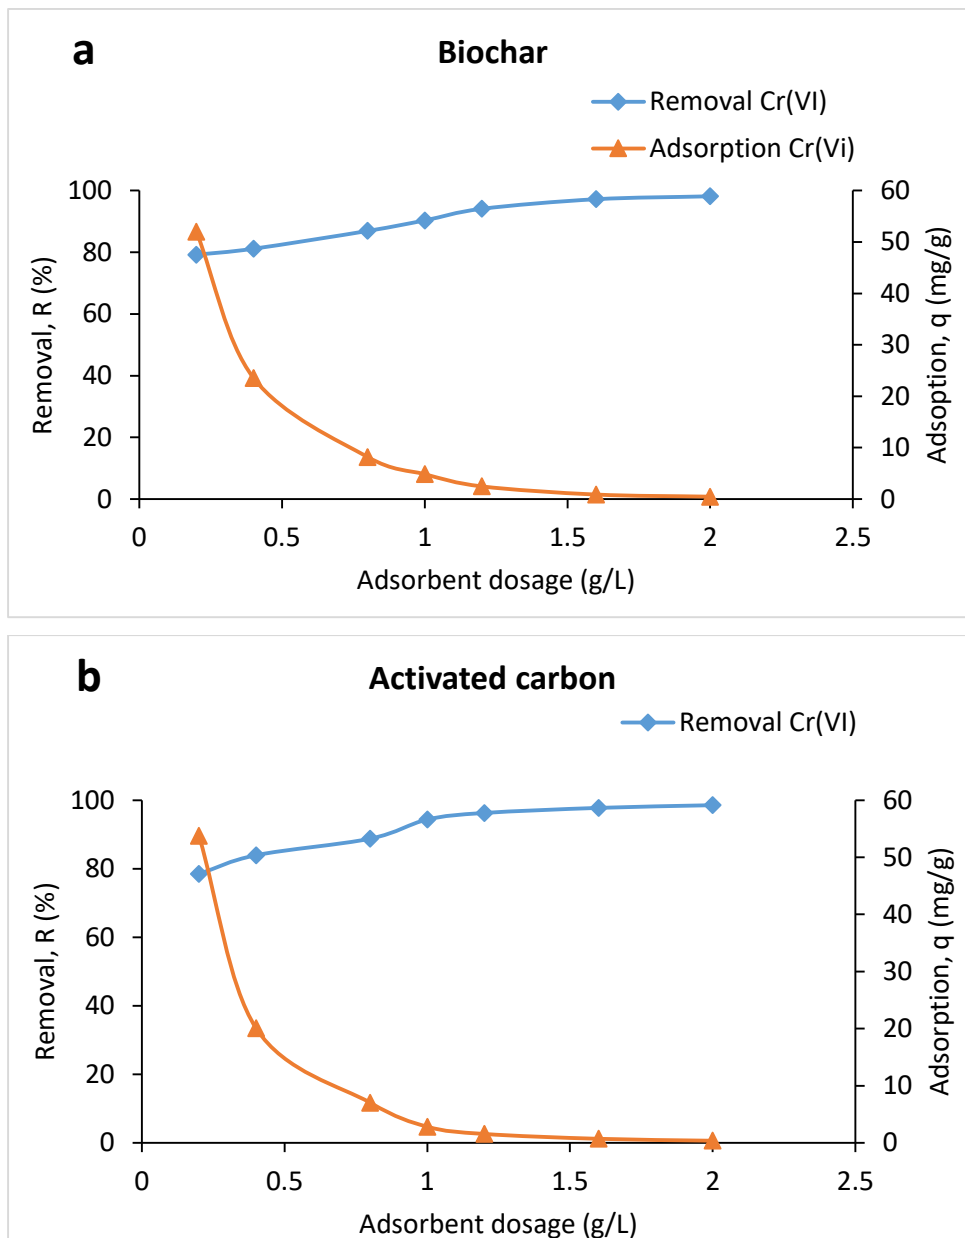 a
Biochar
Removal Cr(VI)
Adsorption Cr(Vi)
100
80
60
40
20
0
60
50
40
30
20
10
0
0 0.5 1 1.5 2 2.5
Removal, R (%)
Adsoption, q (mg/g)
Adsorbent dosage (g/L)
b
Activated carbon
Removal Cr(VI)
100
80
60
40
20
0
60
50
40
30
20
10
0
0 0.5 1 1.5 2 2.5
Removal, R (%)
Adsorption, q (mg/g)
Adsorbent dosage (g/L)